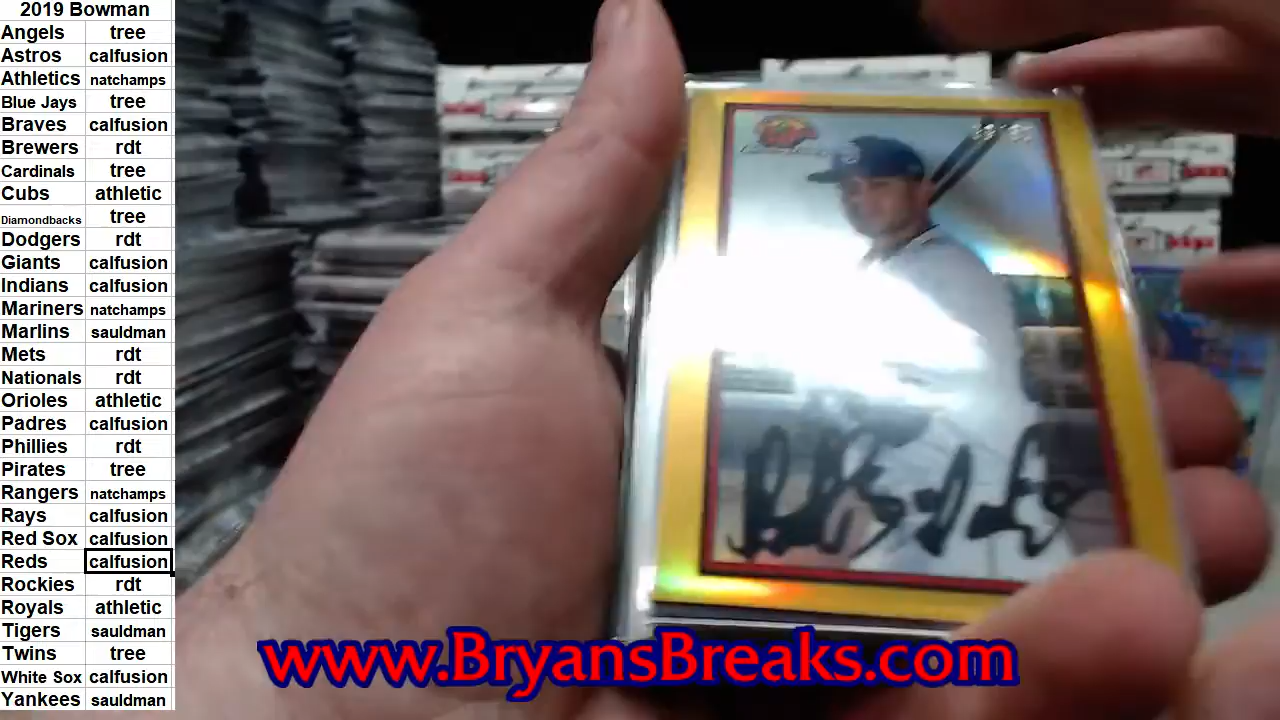 2019 Bowman
Angels tree
Astros calfusion
Athletics natchamps
Blue Jays tree
Braves calfusion
Brewers rdt
Cardinals tree
Cubs athletic
Diamondbacks tree
Dodgers rdt
Giants calfusion
Indians calfusion
Mariners natchamps
Marlins sauldman
Mets rdt
Nationals rdt
Orioles athletic
Padres calfusion
Phillies rdt
Pirates tree
Rangers natchamps
Rays calfusion
Red Sox calfusion
Reds calfusion
Rockies rdt
Royals athletic
Tigers sauldman
Twins tree
White Sox calfusion
Yankees sauldman
www.BryansBreaks.com